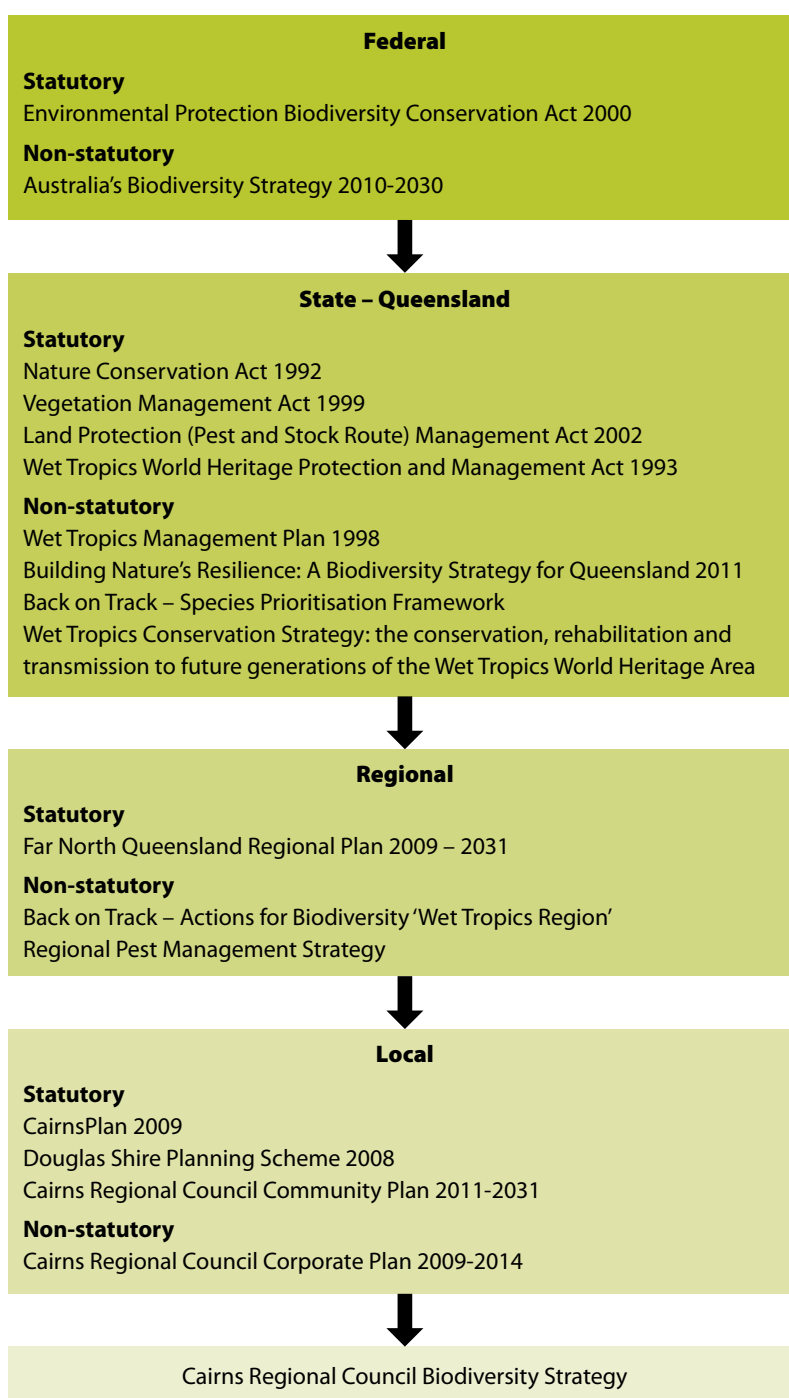 Federal
Statutory
Environmental Protection Biodiversity Conservation Act 2000
Non-statutory
Australia’s Biodiversity Strategy 2010-2030
State – Queensland
Statutory
Nature Conservation Act 1992
Vegetation Management Act 1999
Land Protection (Pest and Stock Route) Management Act 2002
Wet Tropics World Heritage Protection and Management Act 1993
Non-statutory
Wet Tropics Management Plan 1998
Building Nature’s Resilience: A Biodiversity Strategy for Queensland 2011
Back on Track – Species Prioritisation Framework
Wet Tropics Conservation Strategy: the conservation, rehabilitation and
transmission to future generations of the Wet Tropics World Heritage Area
Regional
Statutory
Far North Queensland Regional Plan 2009 – 2031
Non-statutory
Back on Track – Actions for Biodiversity ‘Wet Tropics Region’
Regional Pest Management Strategy
Local
Statutory
CairnsPlan 2009
Douglas Shire Planning Scheme 2008
Cairns Regional Council Community Plan 2011-2031
Non-statutory
Cairns Regional Council Corporate Plan 2009-2014
Cairns Regional Council Biodiversity Strategy